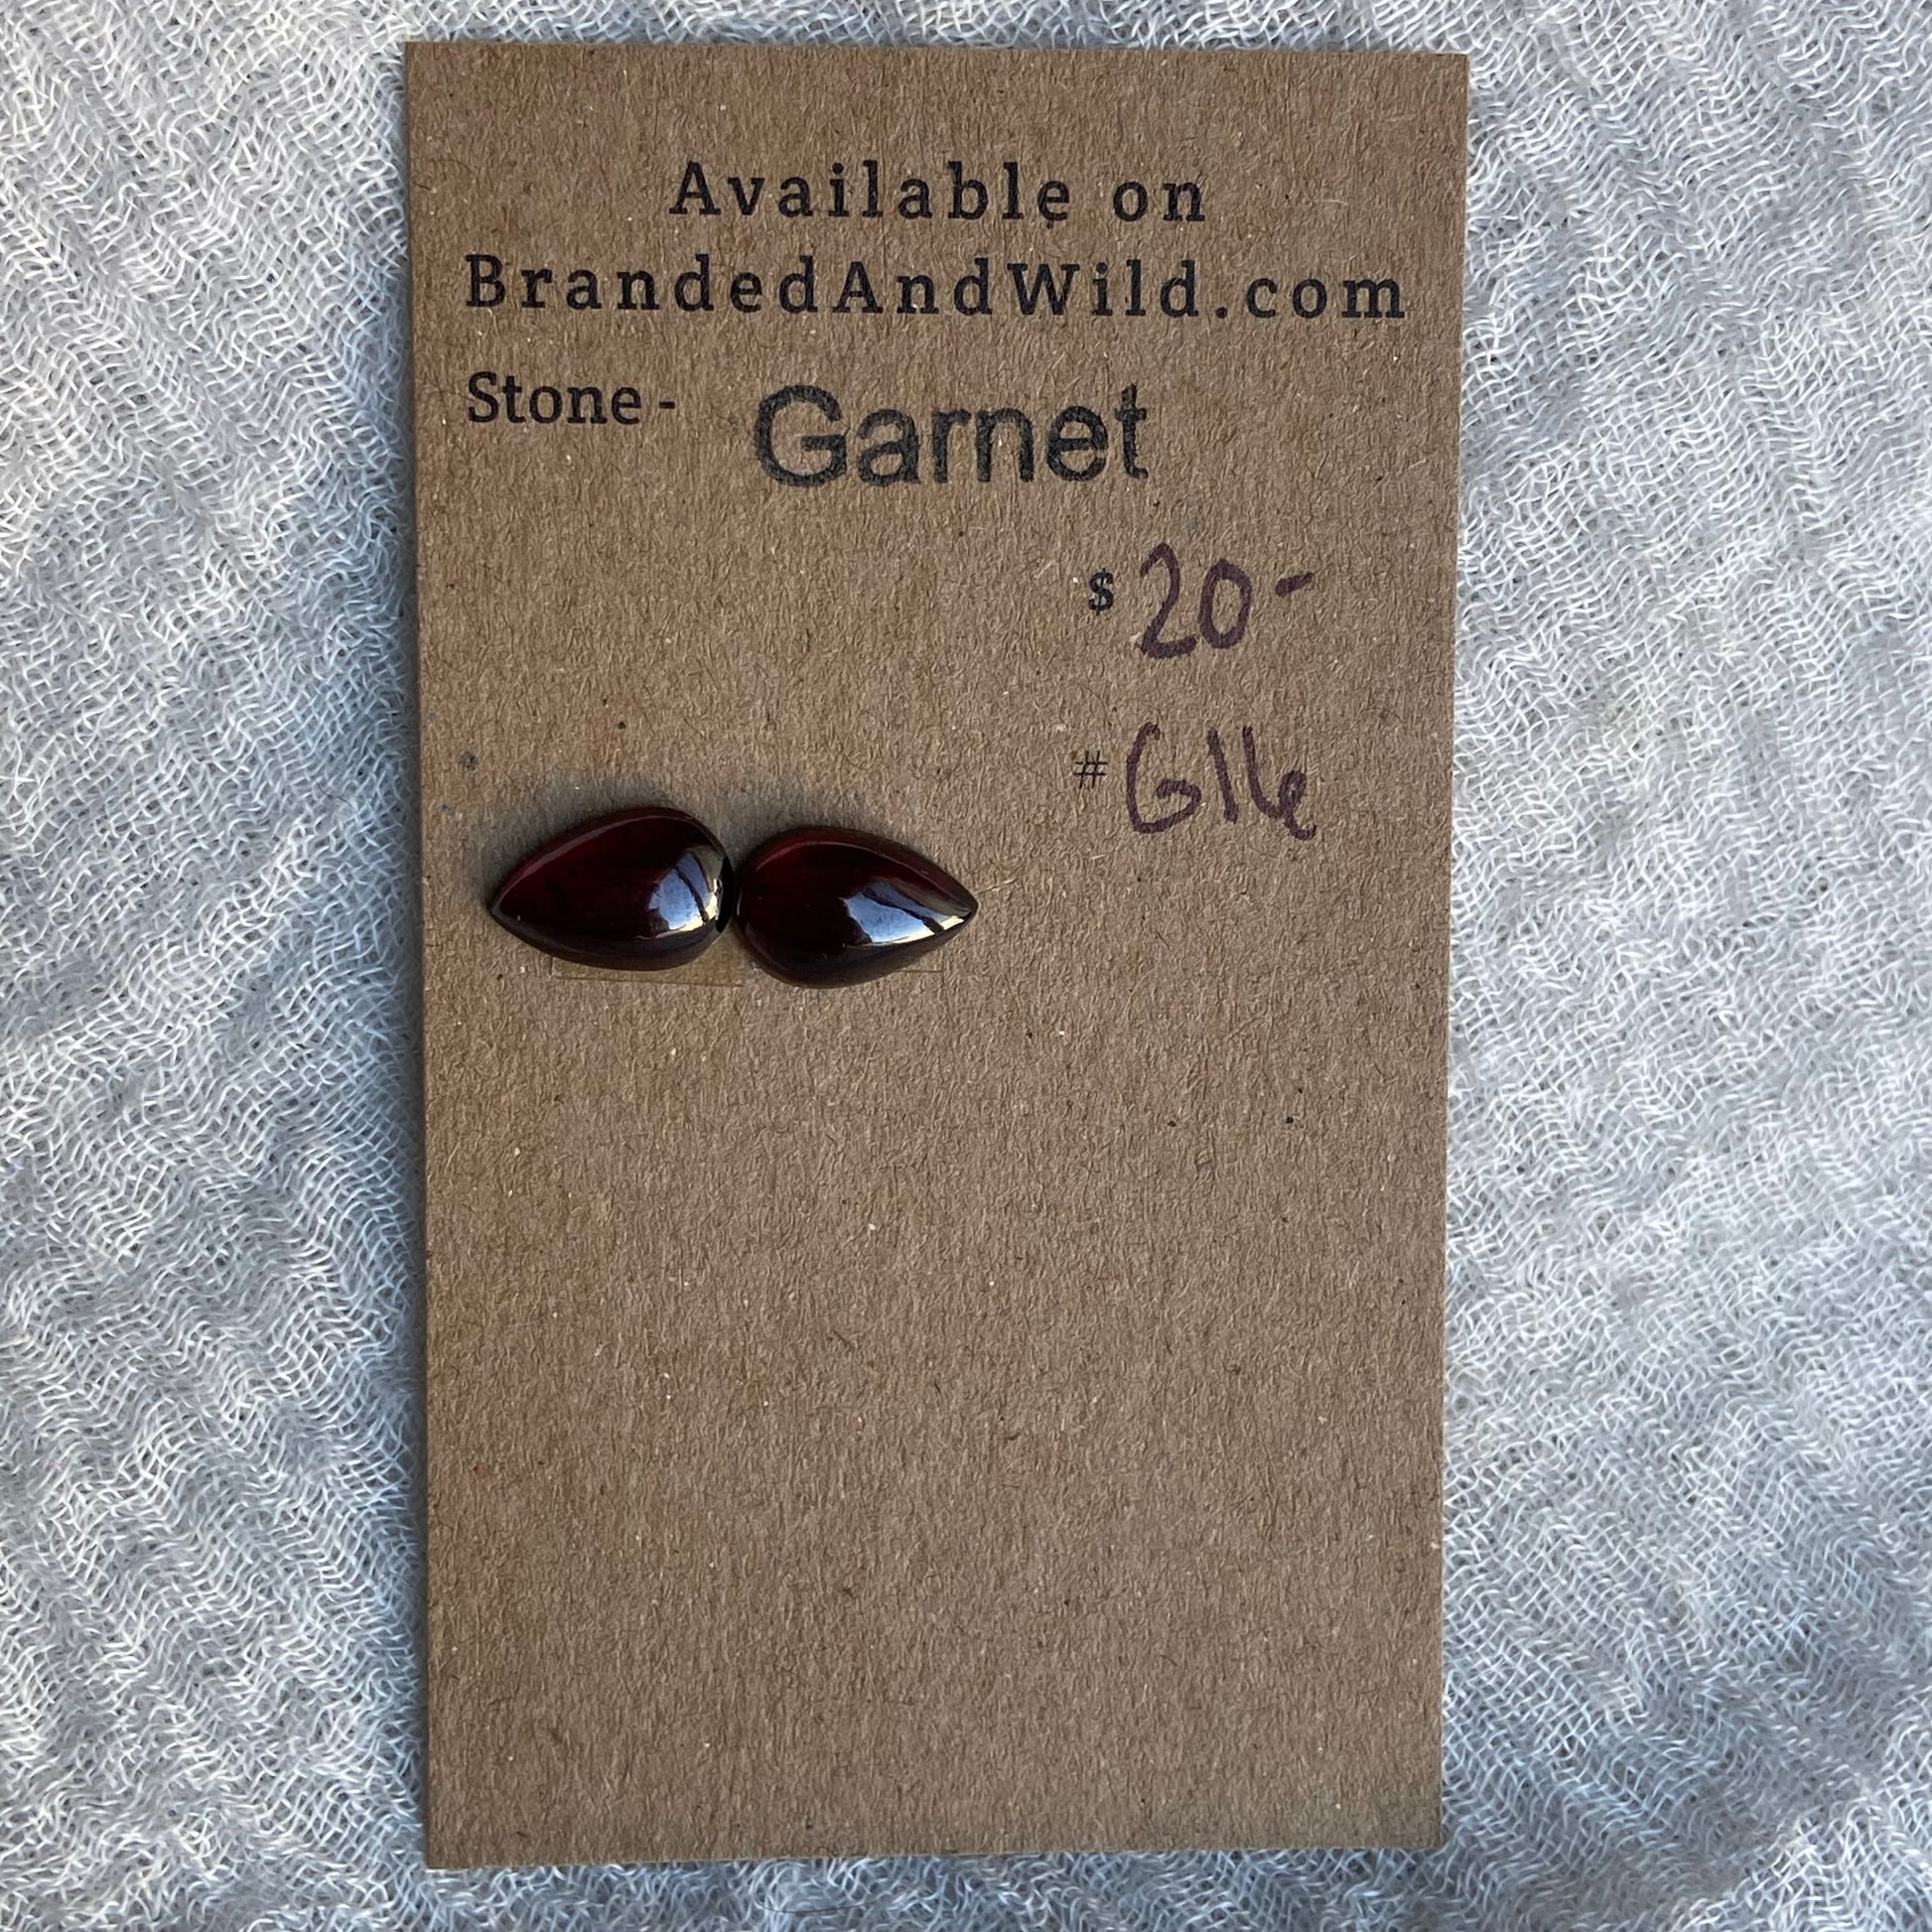 Available on
BrandedAndWild.com
Stone - Garnet
$ 20-
# G16